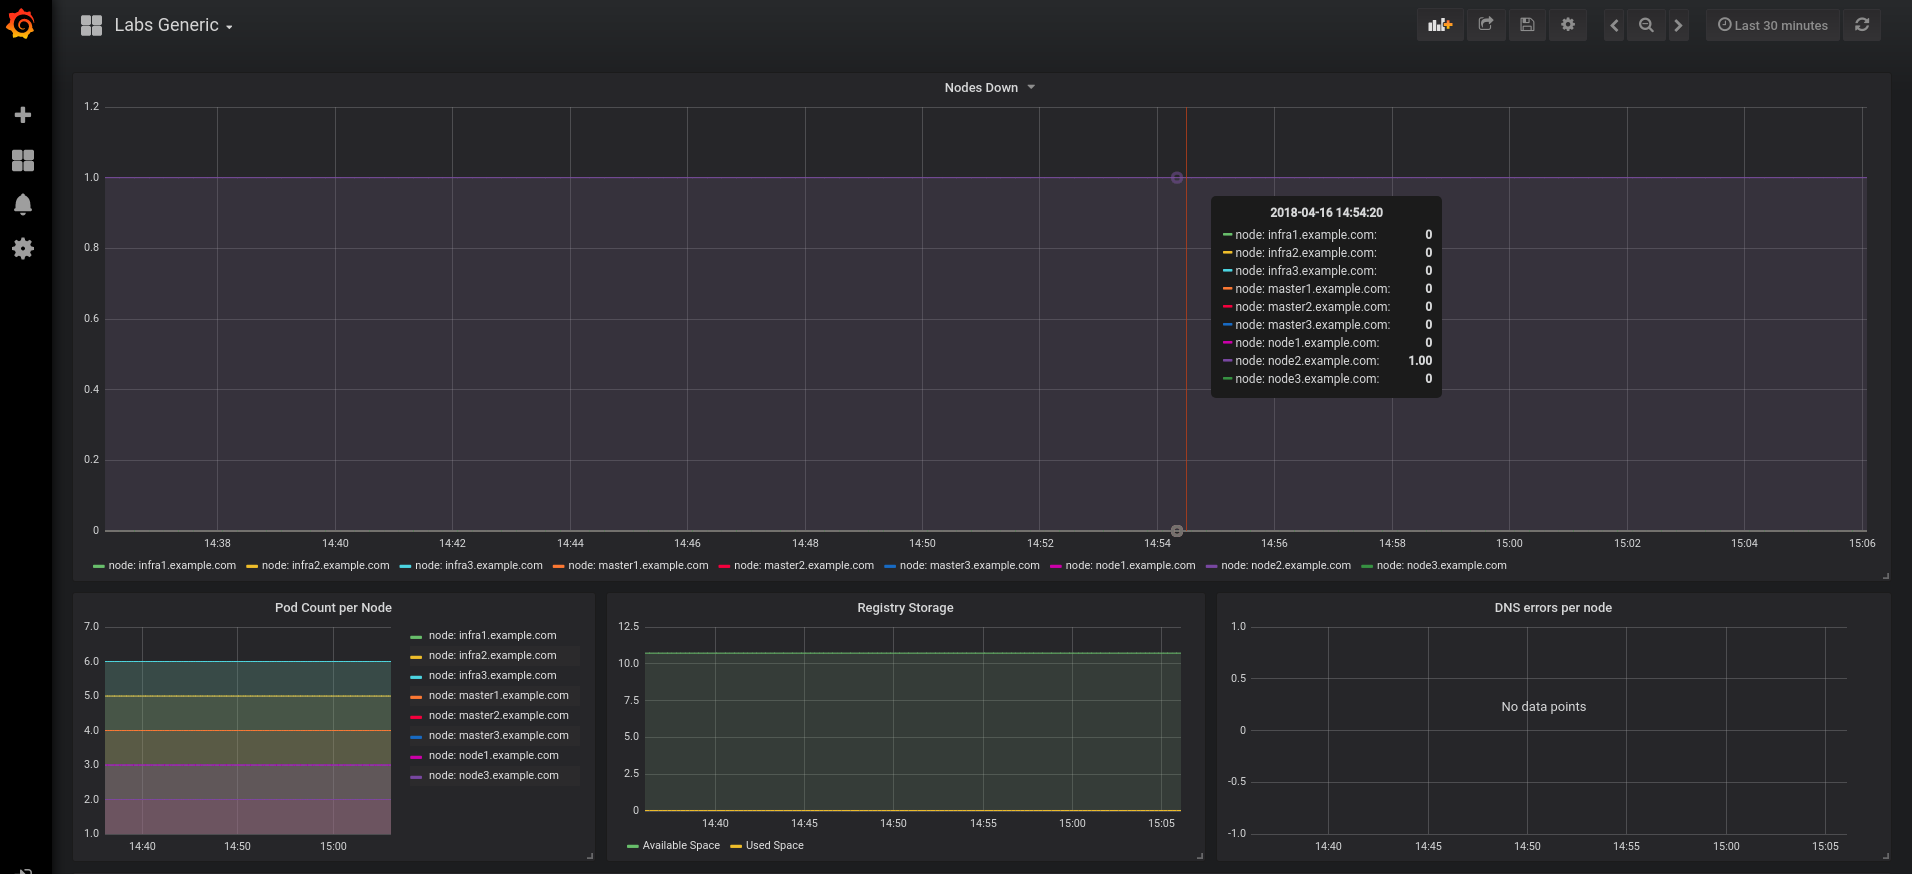 Labs Generic
Last 30 minutes
Nodes Down
1.2
1.0
0.8
0.6
0.4
0.2
0
14:38 14:40 14:42 14:44 14:46 14:48 14:50 14:52 14:54 14:56 14:58 15:00 15:02 15:04 15:06
2018-04-16 14:54:20
node: infra1.example.com: 0
node: infra2.example.com: 0
node: infra3.example.com: 0
node: master1.example.com: 0
node: master2.example.com: 0
node: master3.example.com: 0
node: node1.example.com: 0
node: node2.example.com: 1.00
node: node3.example.com: 0
node: infra1.example.com node: infra2.example.com node: infra3.example.com node: master1.example.com node: master2.example.com node: master3.example.com node: node1.example.com node: node2.example.com node: node3.example.com
Pod Count per Node
7.0
6.0
5.0
4.0
3.0
2.0
1.0
14:40 14:50 15:00
node: infra1.example.com
node: infra2.example.com
node: infra3.example.com
node: master1.example.com
node: master2.example.com
node: master3.example.com
node: node1.example.com
node: node3.example.com
Registry Storage
12.5
10.0
7.5
5.0
2.5
0
14:40 14:45 14:50 14:55 15:00 15:05
Available Space Used Space
DNS errors per node
1.0
0.5
0
-0.5
-1.0
No data points
14:40 14:45 14:50 14:55 15:00 15:05